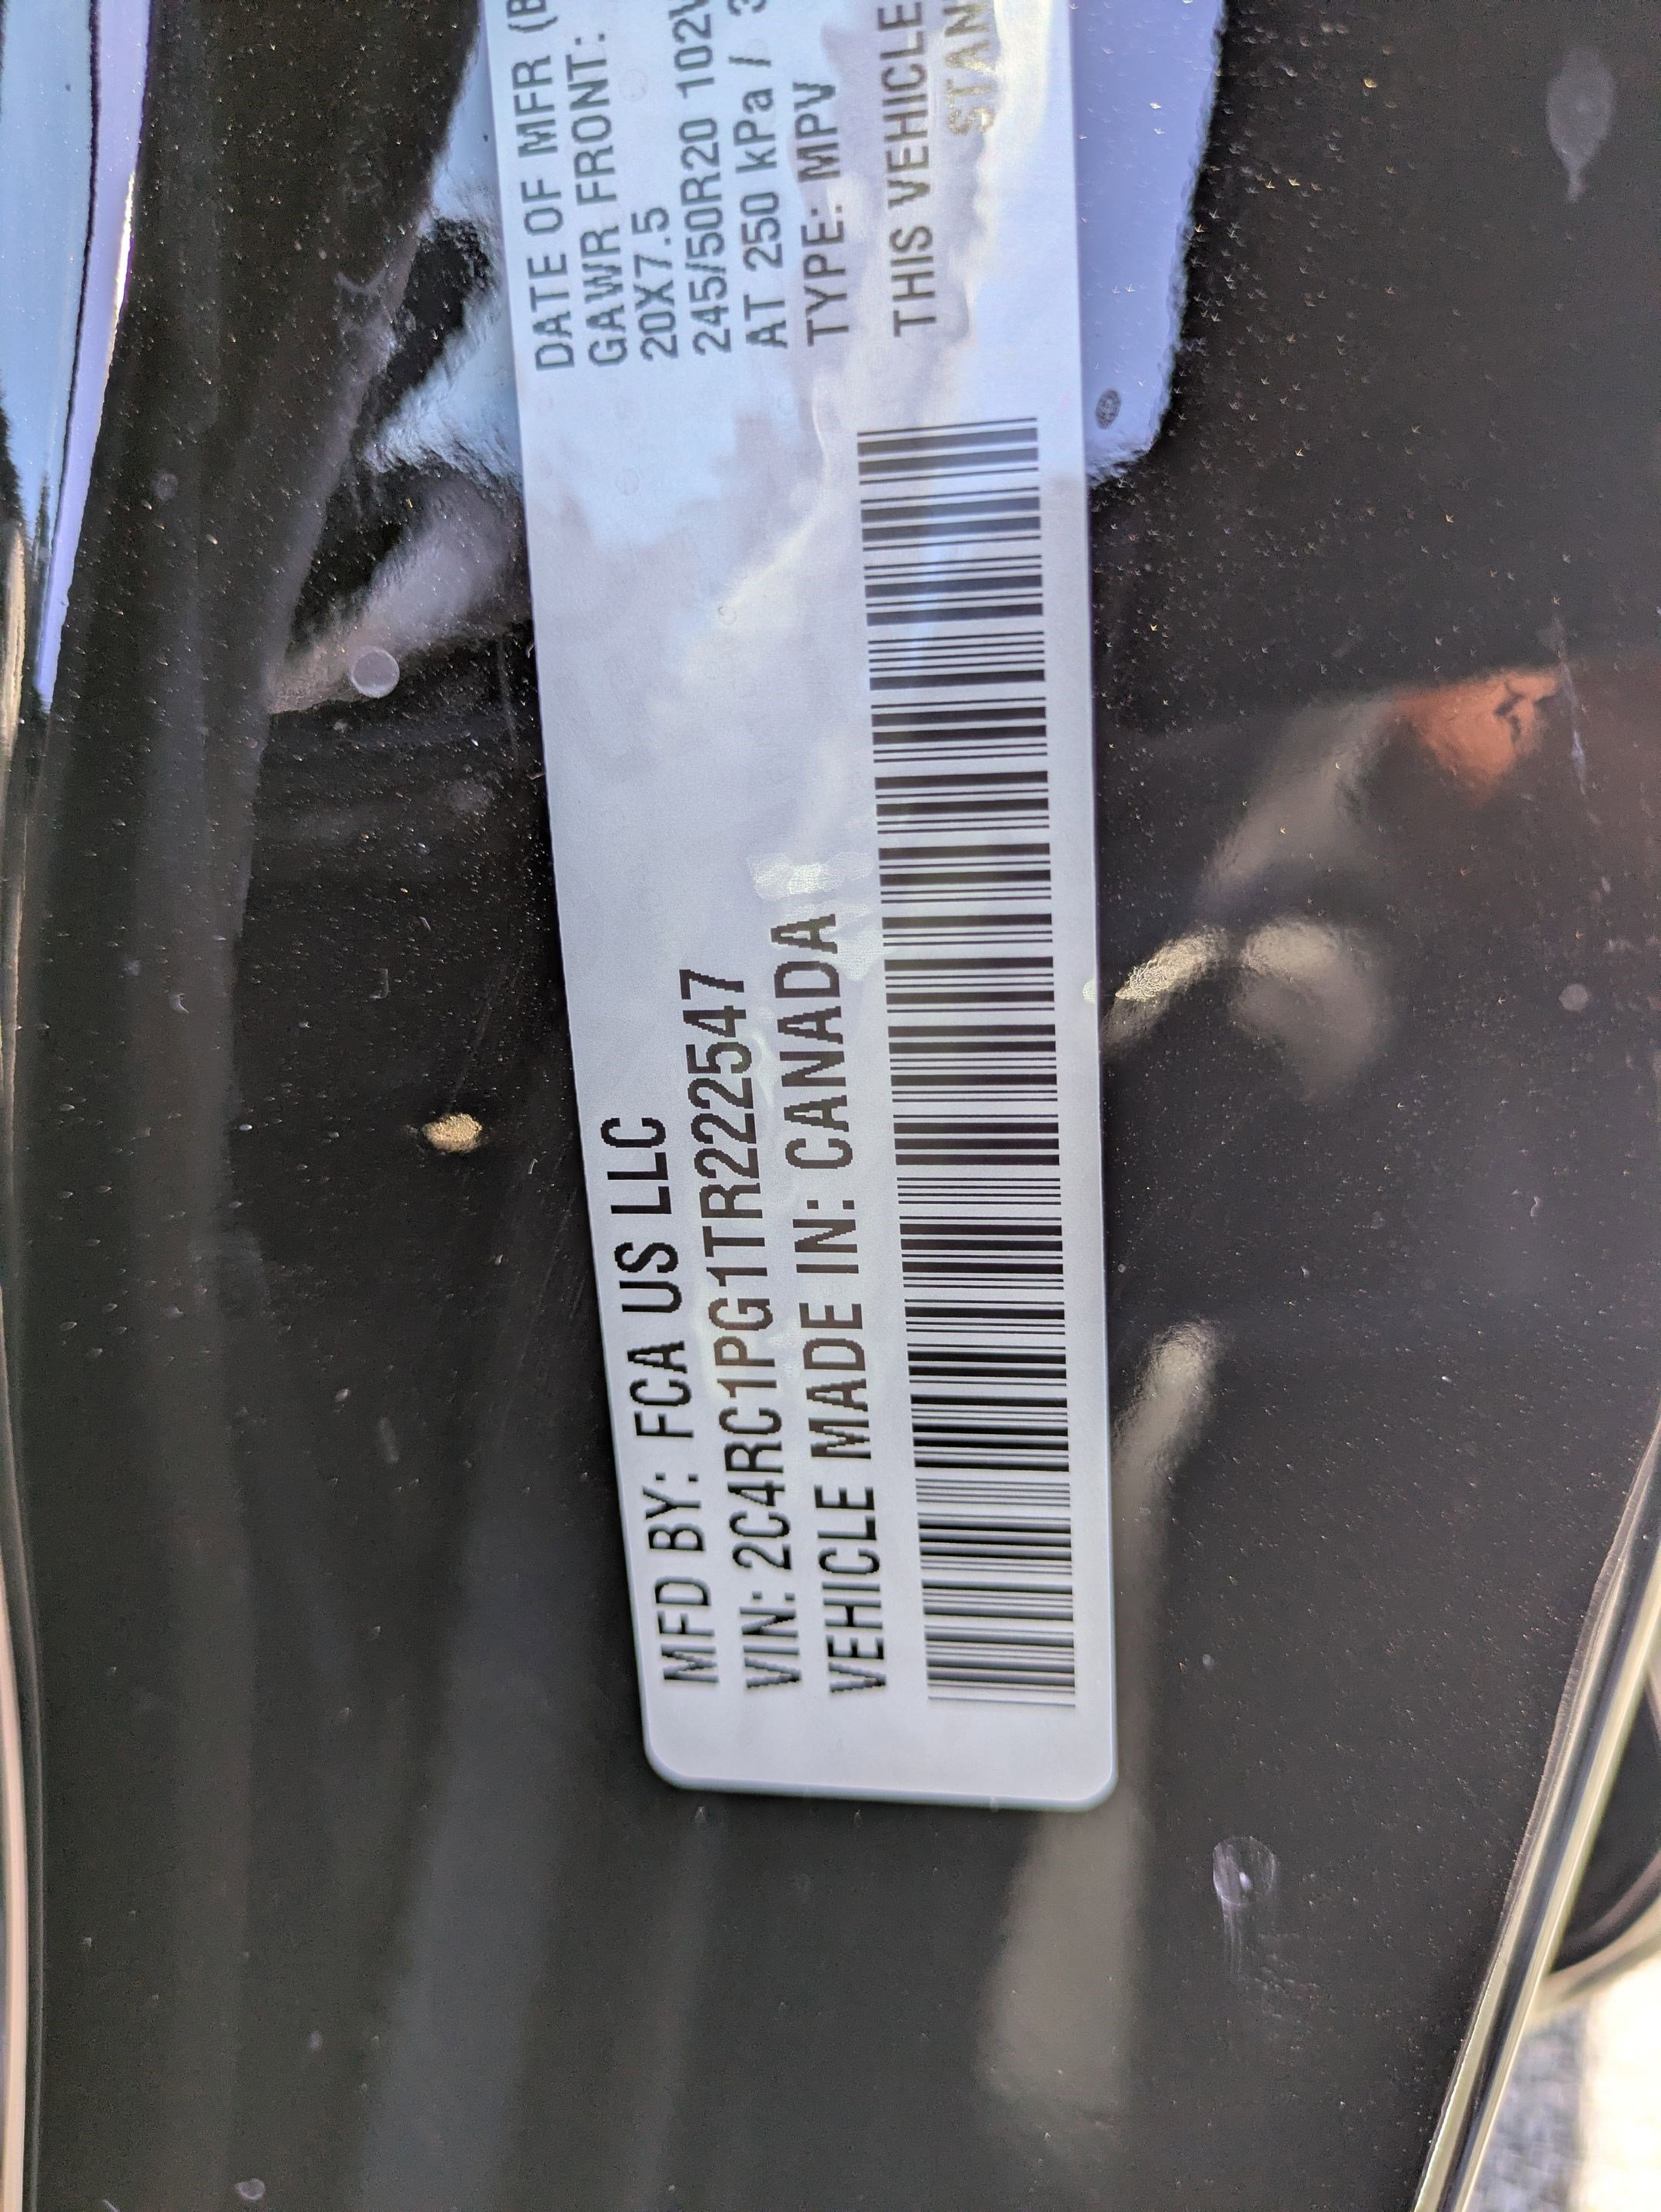 MFD BY: FCA US LLC
VIN: 2C4RC1PG1TR222547
VEHICLE MADE IN: CANADA
DATE OF MFR
GAWR FRONT:
20X7.5
245/50R20 102V
AT 250 kPa /
TYPE: MPV
THIS VEHICLE